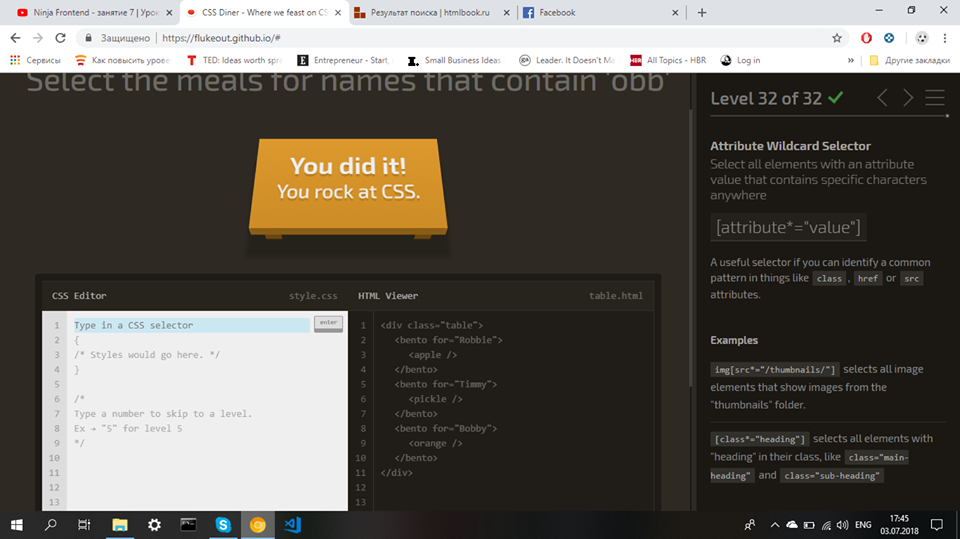 Ninja Frontend - занятие 7 | Урок
CSS Diner - Where we feast on CS
Результат поиска | htmlbook.ru
Facebook
Защищено
https://flukeout.github.io/#
Сервисы
Как повысить урове
TED: Ideas worth spre
Entrepreneur - Start,
Small Business Ideas
Leader. It Doesn't Ma
HBR
All Topics - HBR
Log in
»
Другие закладки
Select the meals for names that contain 'obb'
You did it!
You rock at CSS.
CSS Editor
style.css
HTML Viewer
table.html
1 Type in a CSS selector
enter
2 {
3 /* Styles would go here. */
4 }
5
6 /*
7 Type a number to skip to a level.
8 Ex → "5" for level 5
9 */
10
11
12
13
1 <div class="table">
2 <bento for="Robbie">
3 <apple />
4 </bento>
5 <bento for="Timmy">
6 <pickle />
7 </bento>
8 <bento for="Bobby">
9 <orange />
10 </bento>
11 </div>
12
13
Level 32 of 32
Attribute Wildcard Selector
Select all elements with an attribute
value that contains specific characters
anywhere
[attribute*="value"]
A useful selector if you can identify a common
pattern in things like class , href or src
attributes.
Examples
img[src*="/thumbnails/"] selects all image
elements that show images from the
"thumbnails" folder.
[class*="heading"] selects all elements with
"heading" in their class, like class="main-
heading" and class="sub-heading"
ENG
17:45
03.07.2018